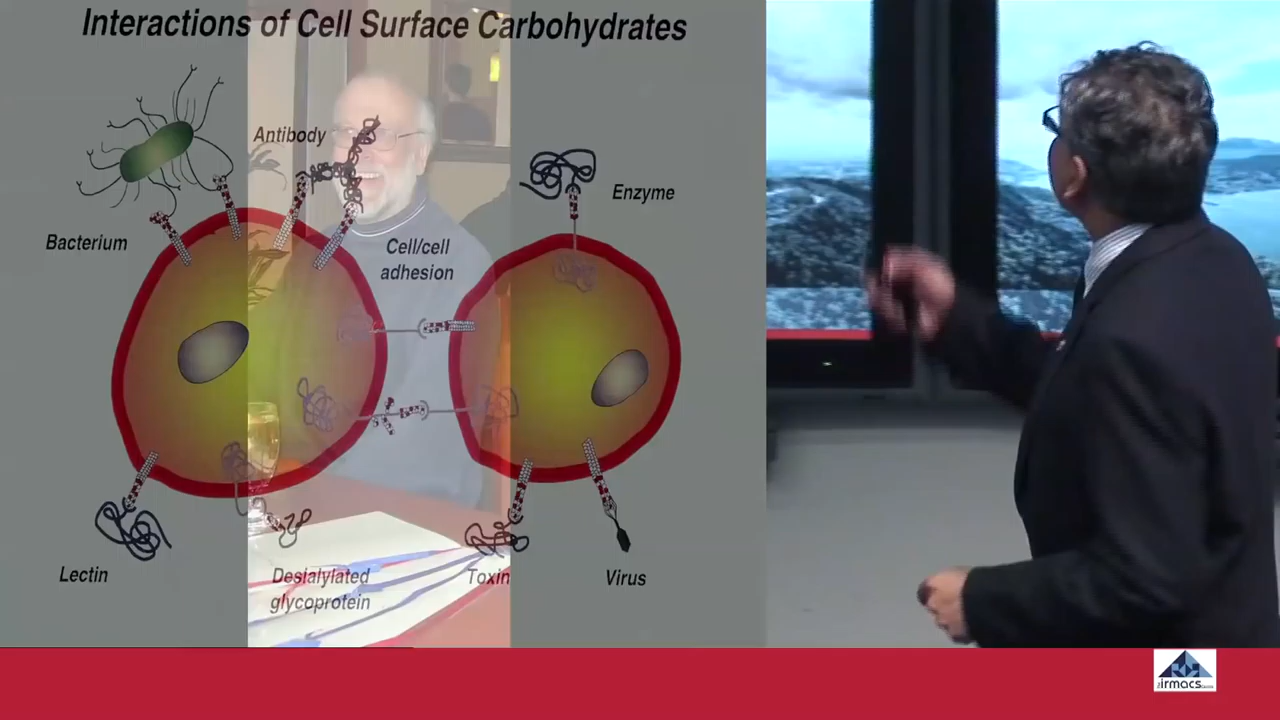 Interactions of Cell Surface Carbohydrates
Antibody
Enzyme
Bacterium
Cell/cell
adhesion
Lectin
Desialylated
glycoprotein
Toxin
Virus
irmacs